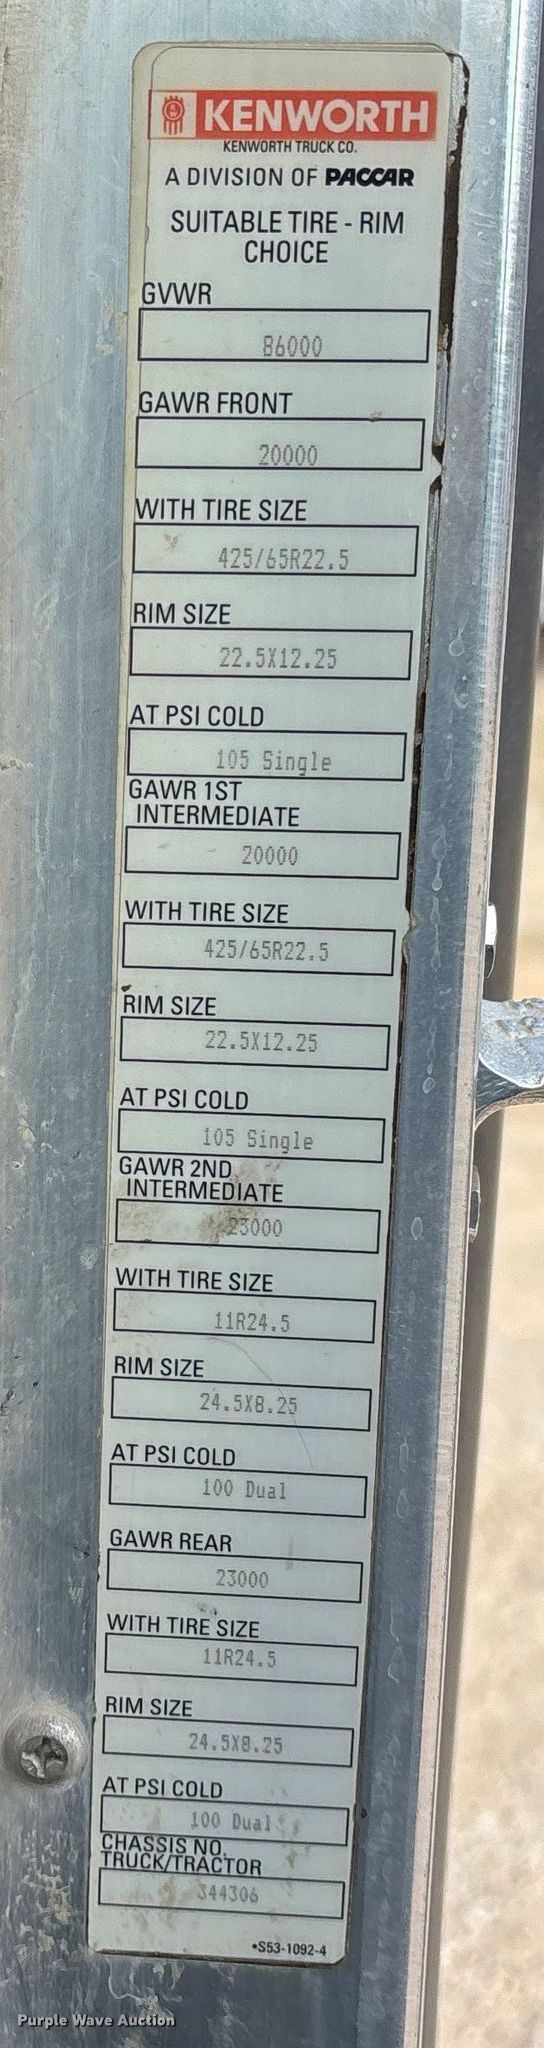 KENWORTH
KENWORTH TRUCK CO.
A DIVISION OF PACCAR
SUITABLE TIRE - RIM
CHOICE
GVWR
86000
GAWR FRONT
20000
WITH TIRE SIZE
425/65R22.5
RIM SIZE
22.5X12.25
AT PSI COLD
105 Single
GAWR 1ST
INTERMEDIATE
20000
WITH TIRE SIZE
425/65R22.5
RIM SIZE
22.5X12.25
AT PSI COLD
105 Single
GAWR 2ND
INTERMEDIATE
23000
WITH TIRE SIZE
11R24.5
RIM SIZE
24.5X8.25
AT PSI COLD
100 Dual
GAWR REAR
23000
WITH TIRE SIZE
11R24.5
RIM SIZE
24.5X8.25
AT PSI COLD
100 Dual
CHASSIS NO.
TRUCK/TRACTOR
344306
•S53-1092-4
Purple Wave Auction